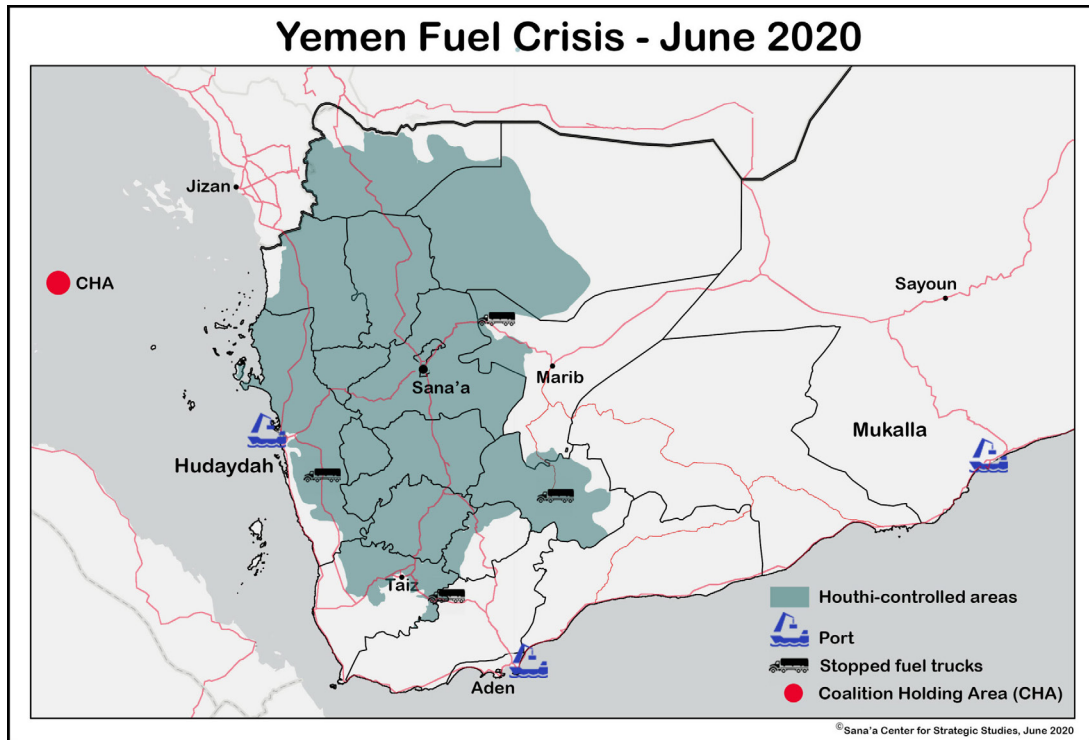 Yemen Fuel Crisis - June 2020
Jizan
CHA
Sayoun
Sana'a
Marib
Mukalla
Hudaydah
Taiz
Aden
Houthi-controlled areas
Port
Stopped fuel trucks
Coalition Holding Area (CHA)
©Sana'a Center for Strategic Studies, June 2020